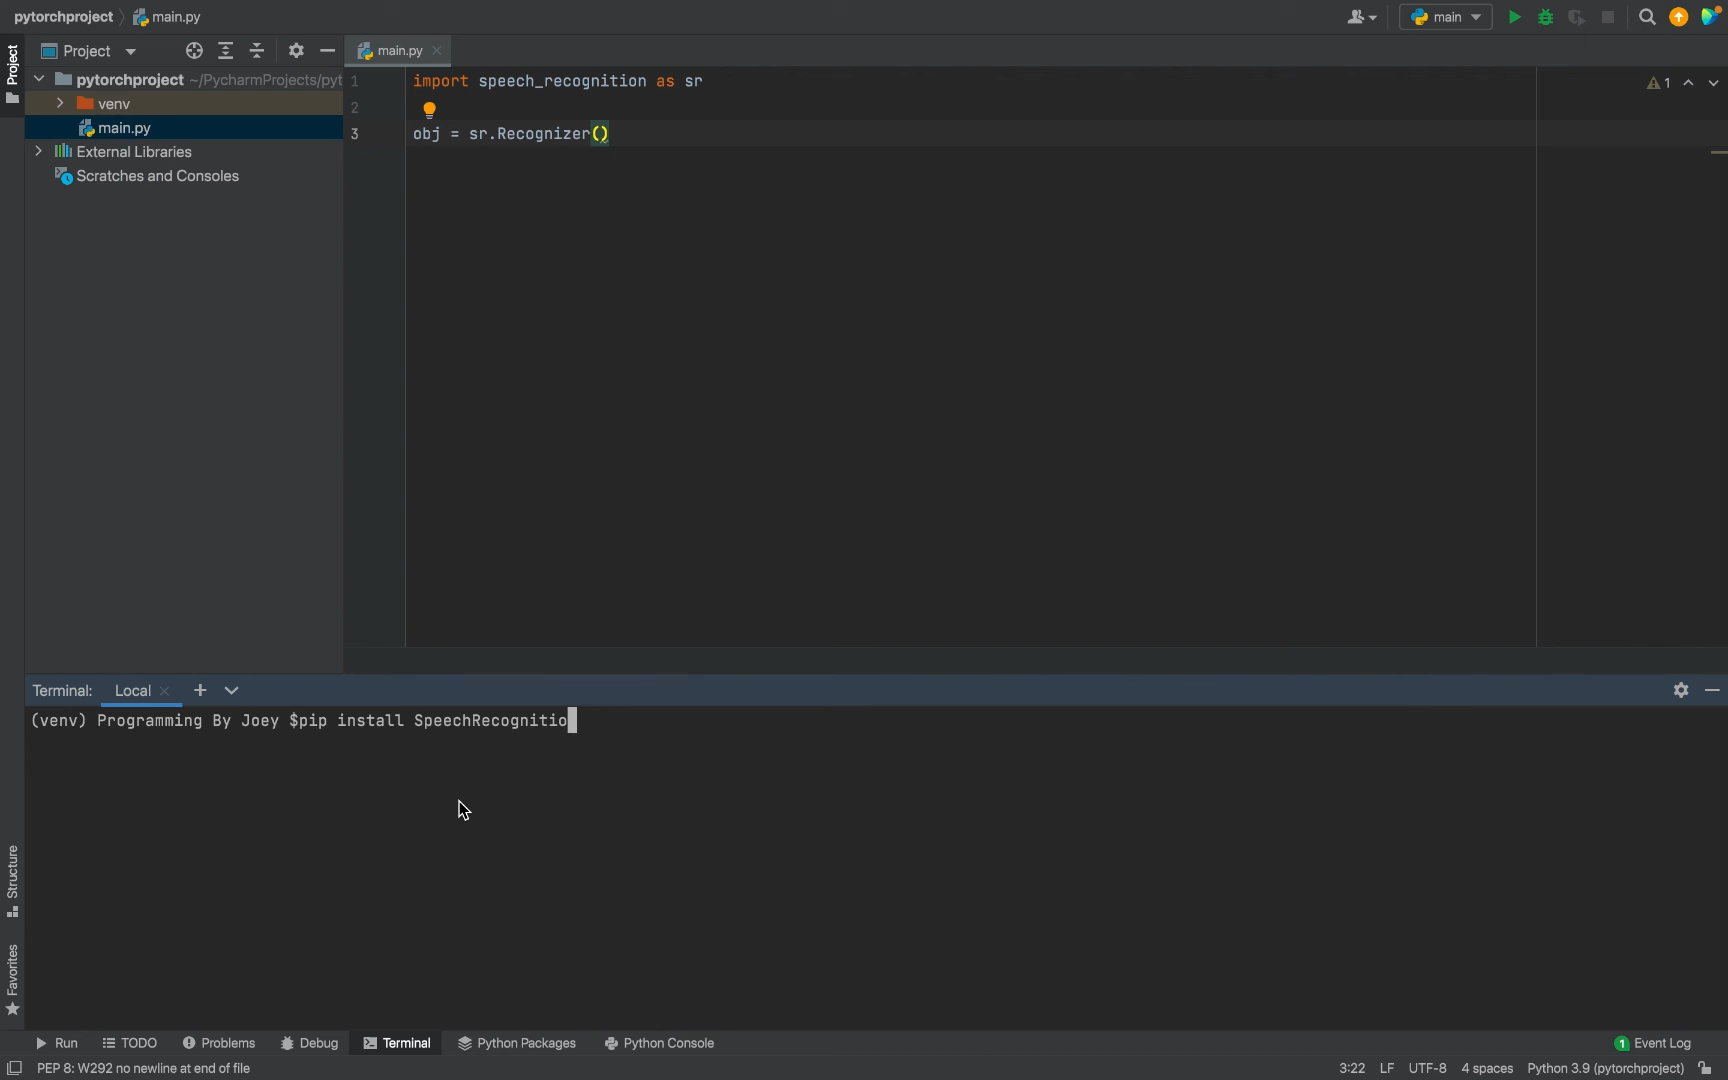 pytorchproject main.py
main
Project
Project
main.py
pytorchproject ~/PycharmProjects/pyt
venv
main.py
External Libraries
Scratches and Consoles
1 import speech_recognition as sr
2
3 obj = sr.Recognizer()
1
Terminal: Local
(venv) Programming By Joey $pip install SpeechRecognitio
Structure
Favorites
Run TODO Problems Debug Terminal Python Packages Python Console 1 Event Log
PEP 8: W292 no newline at end of file 3:22 LF UTF-8 4 spaces Python 3.9 (pytorchproject)